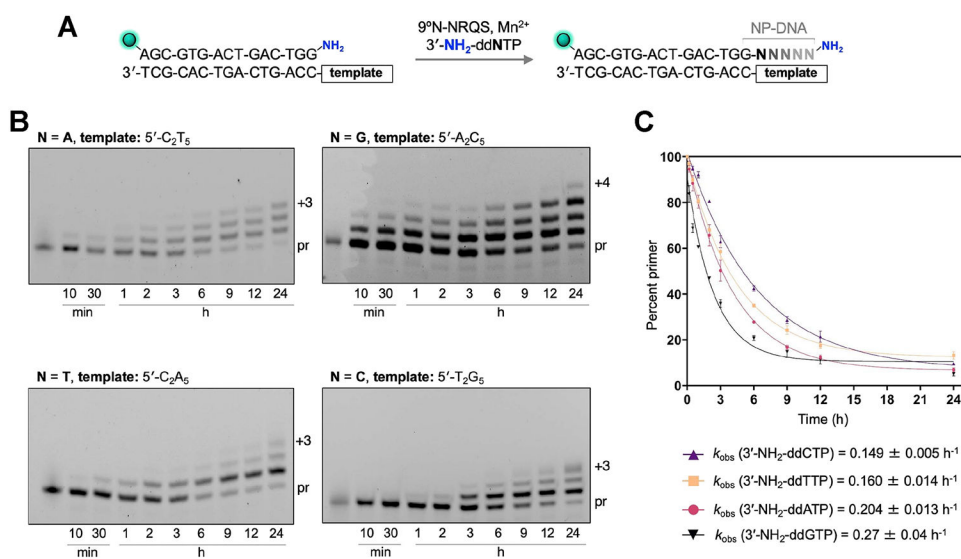 A
NH₂
AGC-GTG-ACT-GAC-TGG
3′-TCG-CAC-TGA-CTG-ACC- template
9°N-NRQS, Mn²⁺
3′-NH₂-ddNTP
NP-DNA
NH₂
AGC-GTG-ACT-GAC-TGG-NNNNN
3′-TCG-CAC-TGA-CTG-ACC- template
B
N = A, template: 5′-C₂T₅
+3
pr
10 30 1 2 3 6 9 12 24
min h
N = G, template: 5′-A₂C₅
+4
pr
10 30 1 2 3 6 9 12 24
min h
N = T, template: 5′-C₂A₅
+3
pr
10 30 1 2 3 6 9 12 24
min h
N = C, template: 5′-T₂G₅
+3
pr
10 30 1 2 3 6 9 12 24
min h
C
Percent primer
100
80
60
40
20
0
0 3 6 9 12 15 18 21 24
Time (h)
kobs (3′-NH₂-ddCTP) = 0.149 ± 0.005 h⁻¹
kobs (3′-NH₂-ddTTP) = 0.160 ± 0.014 h⁻¹
kobs (3′-NH₂-ddATP) = 0.204 ± 0.013 h⁻¹
kobs (3′-NH₂-ddGTP) = 0.27 ± 0.04 h⁻¹